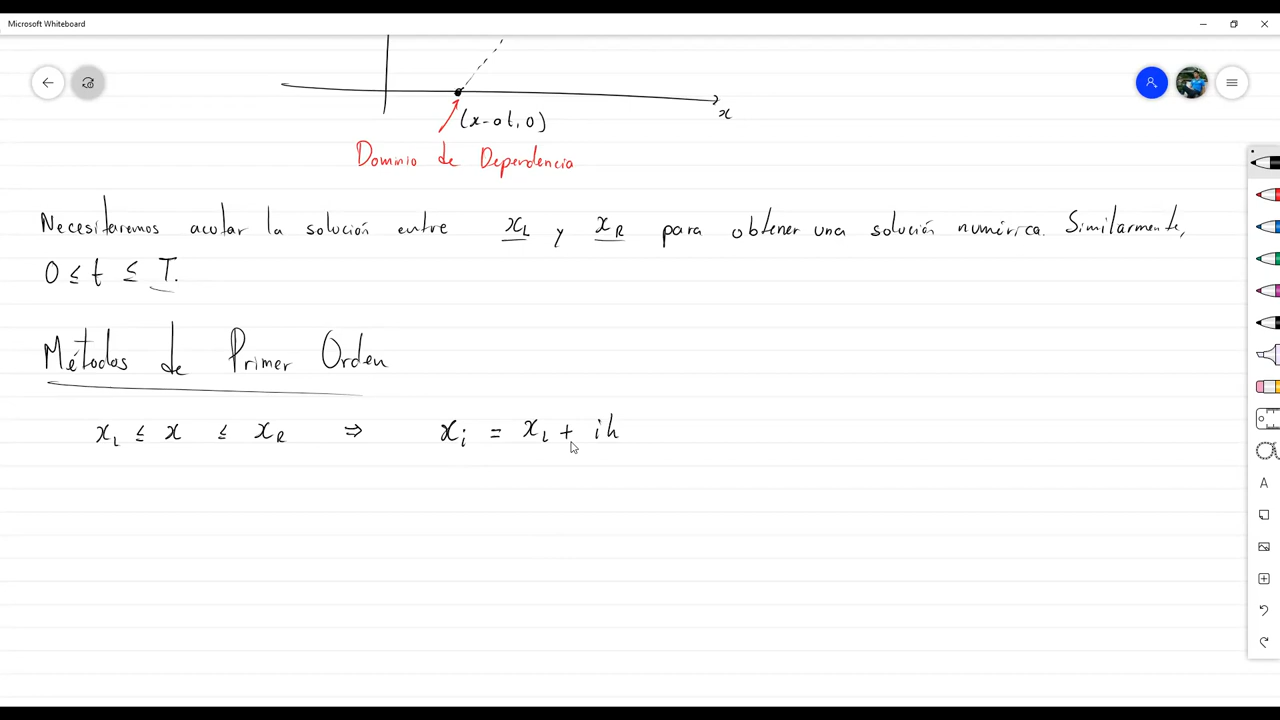 Microsoft Whiteboard
x
(x-at, 0)
Dominio de Dependencia
Necesitaremos acotar la solución entre x_L y x_R para obtener una solución numérica. Similarmente,
0 ≤ t ≤ T.
Métodos de Primer Orden
x_L ≤ x ≤ x_R ⇒ x_i = x_L + ih
A